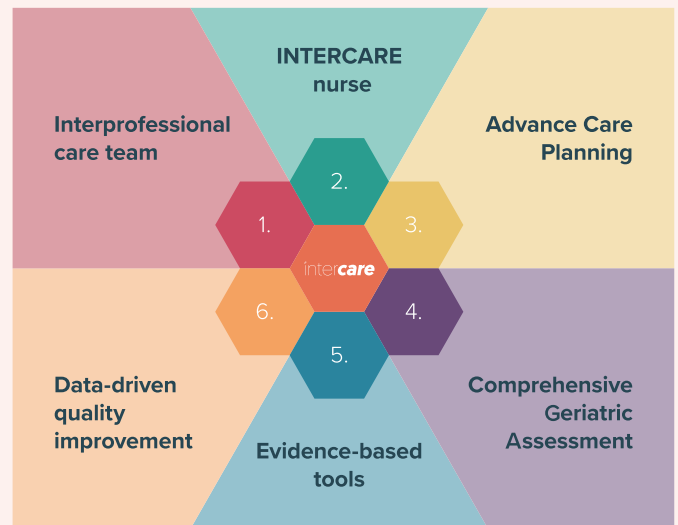 INTERCARE
nurse
Interprofessional
care team
Advance Care
Planning
2.
1.
3.
intercare
6.
4.
5.
Data-driven
quality
improvement
Comprehensive
Geriatric
Assessment
Evidence-based
tools